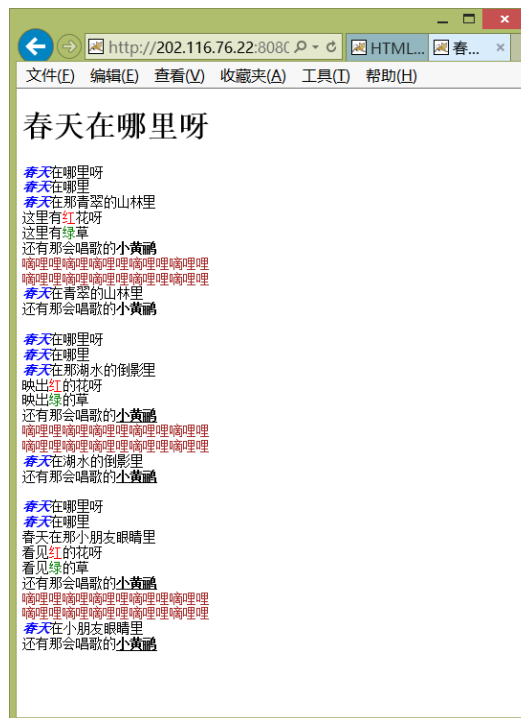 http://202.116.76.22:8080
HTML...
春...
文件(F) 编辑(E) 查看(V) 收藏夹(A) 工具(T) 帮助(H)
春天在哪里呀
春天在哪里呀
春天在哪里
春天在那青翠的山林里
这里有红花呀
这里有绿草
还有那会唱歌的小黄鹂
嘀哩哩嘀哩嘀哩哩嘀哩哩嘀哩哩
嘀哩哩嘀哩嘀哩哩嘀哩哩嘀哩哩
春天在青翠的山林里
还有那会唱歌的小黄鹂
春天在哪里呀
春天在哪里
春天在那湖水的倒影里
映出红的花呀
映出绿的草
还有那会唱歌的小黄鹂
嘀哩哩嘀哩嘀哩哩嘀哩哩嘀哩哩
嘀哩哩嘀哩嘀哩哩嘀哩哩嘀哩哩
春天在湖水的倒影里
还有那会唱歌的小黄鹂
春天在哪里呀
春天在哪里
春天在那小朋友眼睛里
看见红的花呀
看见绿的草
还有那会唱歌的小黄鹂
嘀哩哩嘀哩嘀哩哩嘀哩哩嘀哩哩
嘀哩哩嘀哩嘀哩哩嘀哩哩嘀哩哩
春天在小朋友眼睛里
还有那会唱歌的小黄鹂